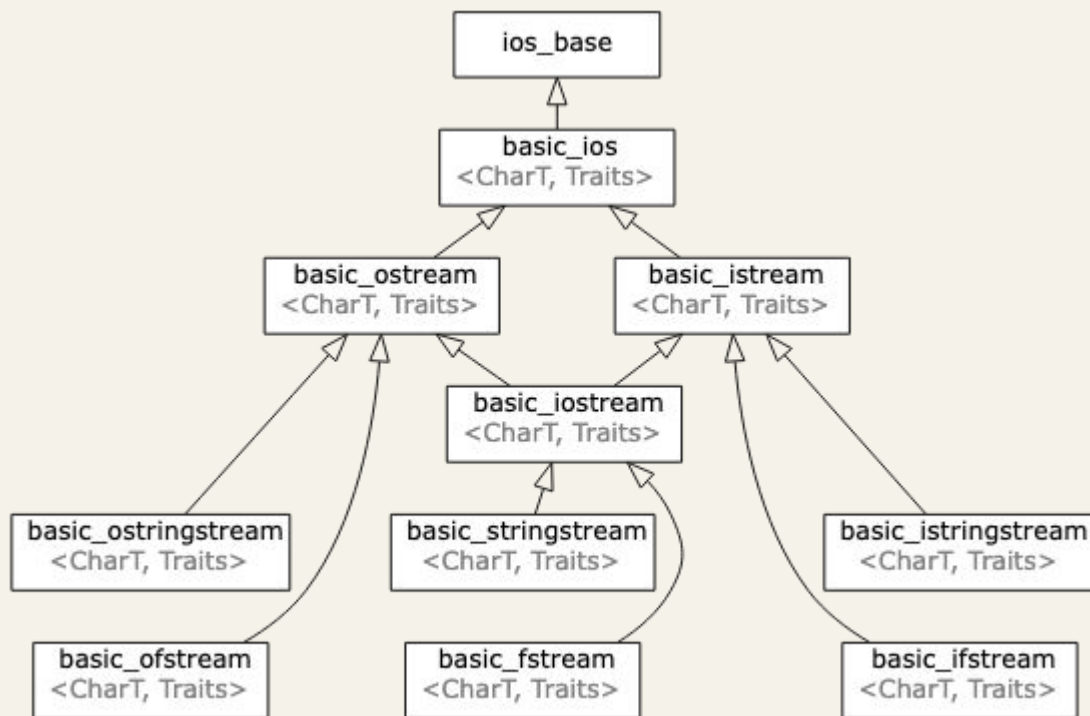 ios_base
basic_ios
<CharT, Traits>
basic_ostream
<CharT, Traits>
basic_istream
<CharT, Traits>
basic_iostream
<CharT, Traits>
basic_ostringstream
<CharT, Traits>
basic_stringstream
<CharT, Traits>
basic_istringstream
<CharT, Traits>
basic_ofstream
<CharT, Traits>
basic_fstream
<CharT, Traits>
basic_ifstream
<CharT, Traits>